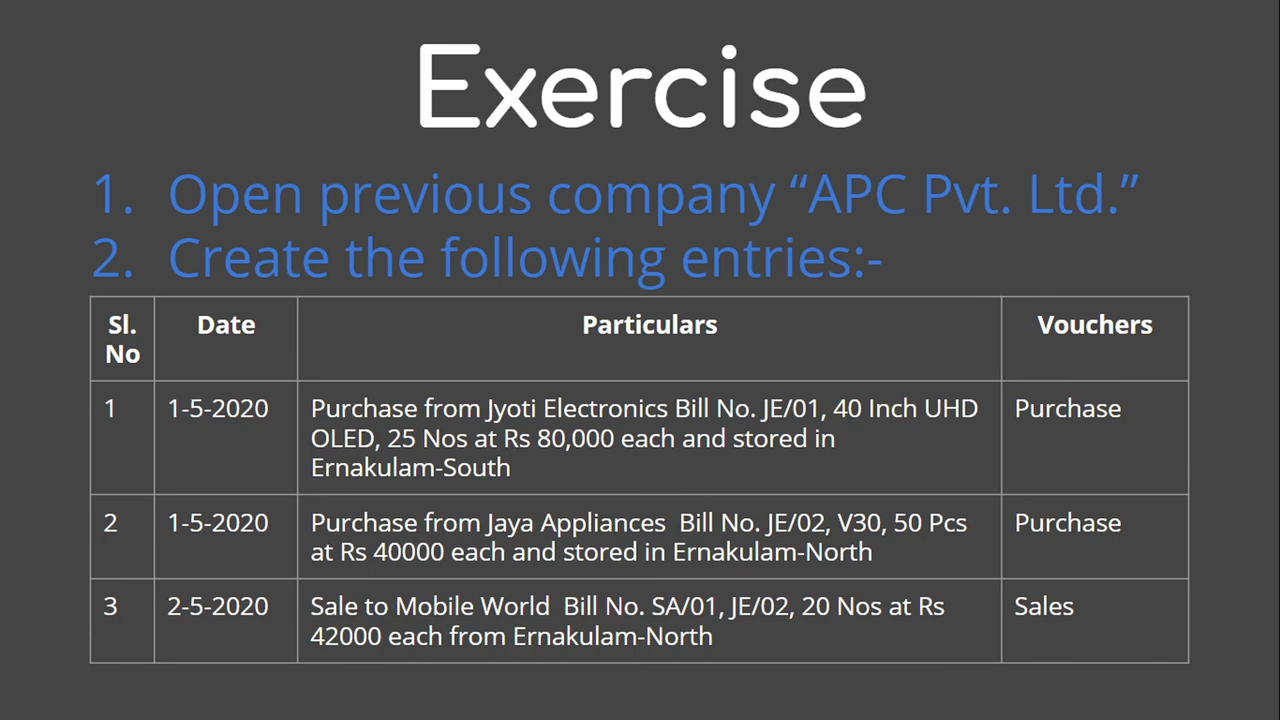 Exercise
1. Open previous company “APC Pvt. Ltd.”
2. Create the following entries:-
Sl. No Date Particulars Vouchers
1 1-5-2020 Purchase from Jyoti Electronics Bill No. JE/01, 40 Inch UHD Purchase
OLED, 25 Nos at Rs 80,000 each and stored in
Ernakulam-South
2 1-5-2020 Purchase from Jaya Appliances Bill No. JE/02, V30, 50 Pcs Purchase
at Rs 40000 each and stored in Ernakulam-North
3 2-5-2020 Sale to Mobile World Bill No. SA/01, JE/02, 20 Nos at Rs Sales
42000 each from Ernakulam-North